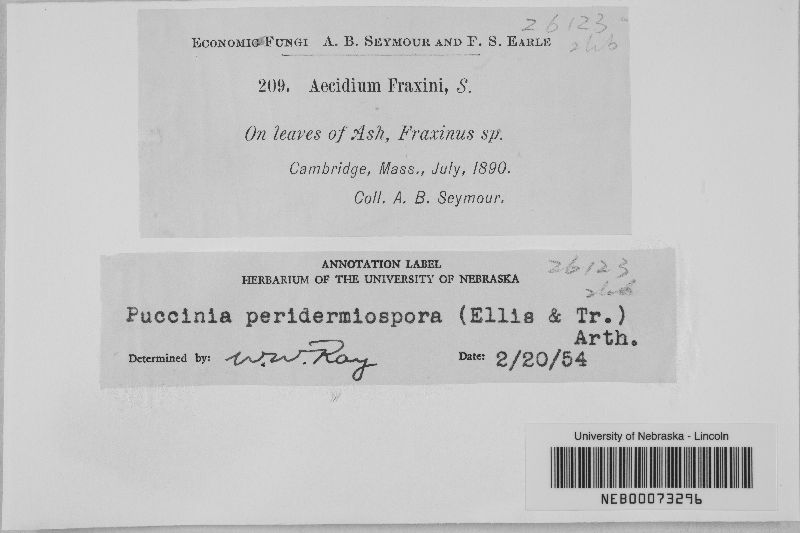 26123
Economic Fungi A. B. Seymour and F. S. Earle
209. Aecidium Fraxini, S.
On leaves of Ash, Fraxinus sp.
Cambridge, Mass., July, 1890.
Coll. A. B. Seymour.
ANNOTATION LABEL
26123
HERBARIUM OF THE UNIVERSITY OF NEBRASKA
Puccinia peridermiospora (Ellis & Tr.)
Arth.
Determined by: W. W. Ray Date: 2/20/54
University of Nebraska - Lincoln
NEB00073296